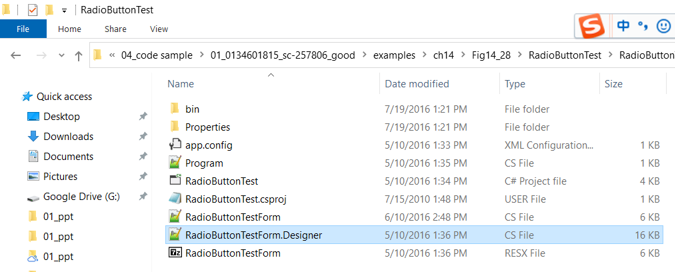 RadioButtonTest
File Home Share View
04_code sample 01_0134601815_sc-257806_good examples ch14 Fig14_28 RadioButtonTest RadioButton
Name Date modified Type Size
Quick access
Desktop
Downloads
Documents
Pictures
Google Drive (G:)
01_ppt
01_ppt
01_ppt
bin 7/19/2016 1:21 PM File folder
Properties 7/19/2016 1:21 PM File folder
app.config 5/10/2016 1:33 PM XML Configuration... 1 KB
Program 5/10/2016 1:35 PM CS File 1 KB
RadioButtonTest 5/10/2016 1:34 PM C# Project file 4 KB
RadioButtonTest.csproj 7/15/2010 1:48 PM USER File 1 KB
RadioButtonTestForm 6/10/2016 2:48 PM CS File 6 KB
RadioButtonTestForm.Designer 5/10/2016 1:36 PM CS File 16 KB
RadioButtonTestForm 5/10/2016 1:36 PM RESX File 6 KB
S 中